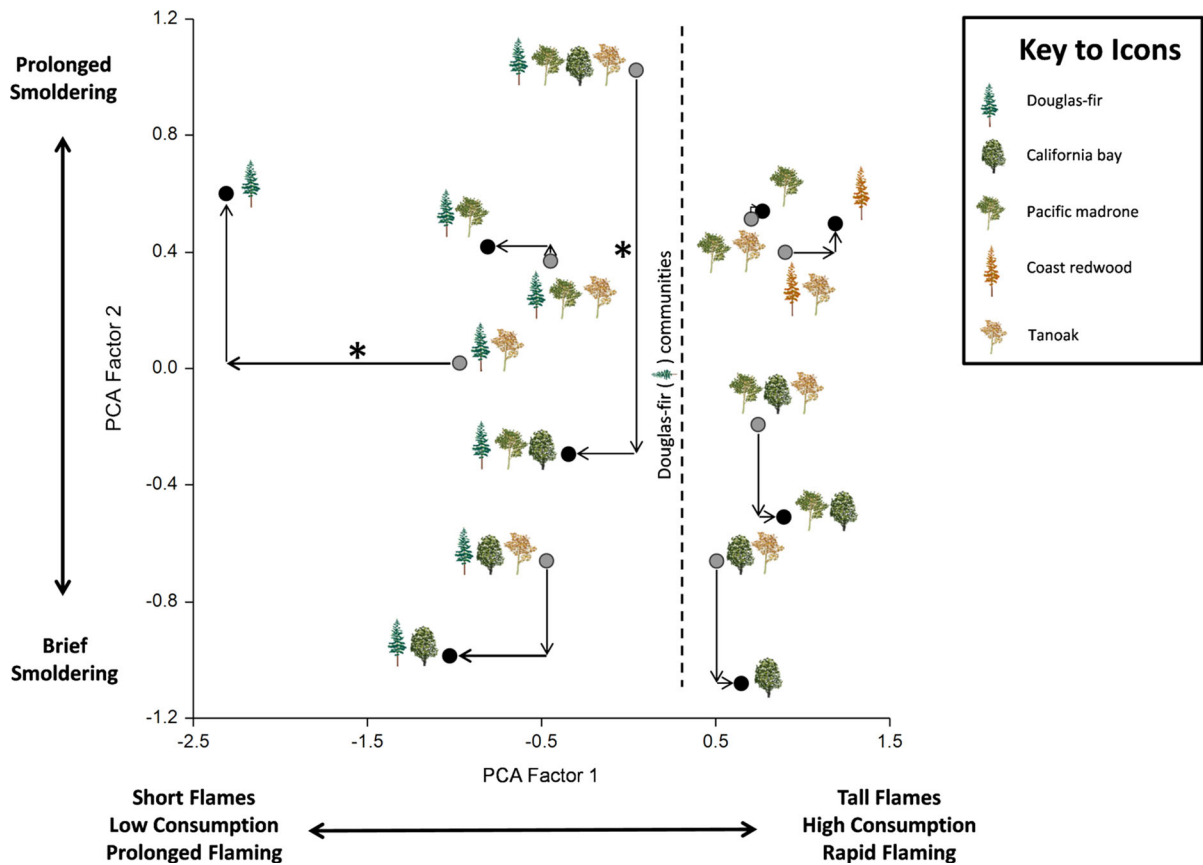 Prolonged
Smoldering
Brief
Smoldering
PCA Factor 2
1.2
0.8
0.4
0.0
-0.4
-0.8
-1.2
*
*
Douglas-fir ( ) communities
-2.5
-1.5
-0.5
0.5
1.5
PCA Factor 1
Short Flames
Low Consumption
Prolonged Flaming
Tall Flames
High Consumption
Rapid Flaming
Key to Icons
Douglas-fir
California bay
Pacific madrone
Coast redwood
Tanoak